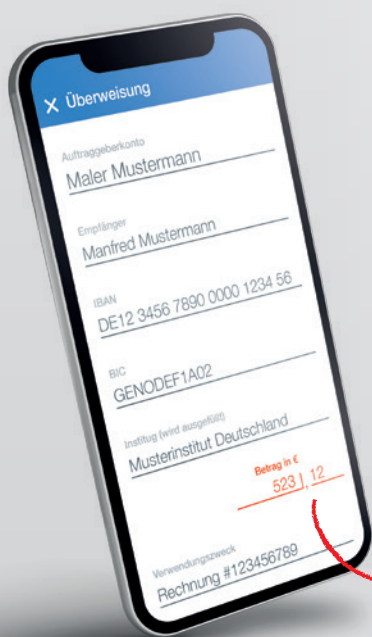 X Überweisung
Auftraggeberkonto
Maler Mustermann
Empfänger
Manfred Mustermann
IBAN
DE12 3456 7890 0000 1234 56
BIC
GENODEF1A02
Institug (wird ausgefüllt)
Musterinstitut Deutschland
Betrag in €
523 , 12
Verwendungszweck
Rechnung #123456789